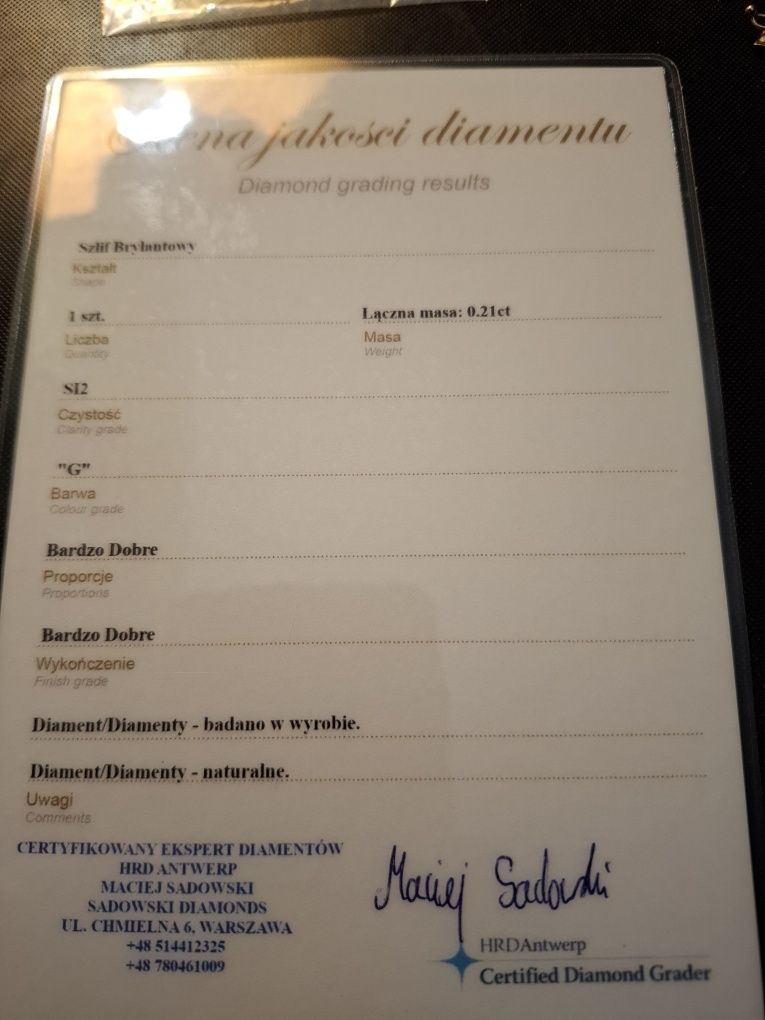 jakości diamentu
Diamond grading results
Szlif Brylantowy
Kształt
Shape
1 szt.
Łączna masa: 0.21ct
Liczba
Quantity
Masa
Weight
SI2
Czystość
Clarity grade
"G"
Barwa
Colour grade
Bardzo Dobre
Proporcje
Proportions
Bardzo Dobre
Wykończenie
Finish grade
Diament/Diamenty - badano w wyrobie.
Diament/Diamenty - naturalne.
Uwagi
Comments
CERTYFIKOWANY EKSPERT DIAMENTÓW
HRD ANTWERP
MACIEJ SADOWSKI
SADOWSKI DIAMONDS
UL. CHMIELNA 6, WARSZAWA
+48 514412325
+48 780461009
Maciej Sadowski
HRDAntwerp
Certified Diamond Grader